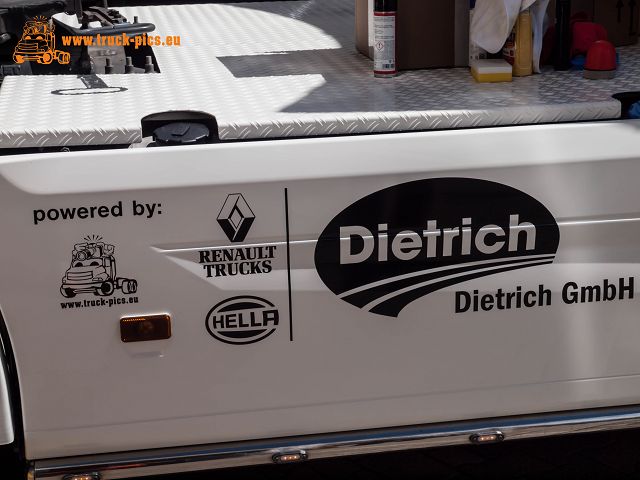 www.truck-pics.eu
powered by:
www.truck-pics.eu
RENAULT
TRUCKS
HELLA
Dietrich
Dietrich GmbH